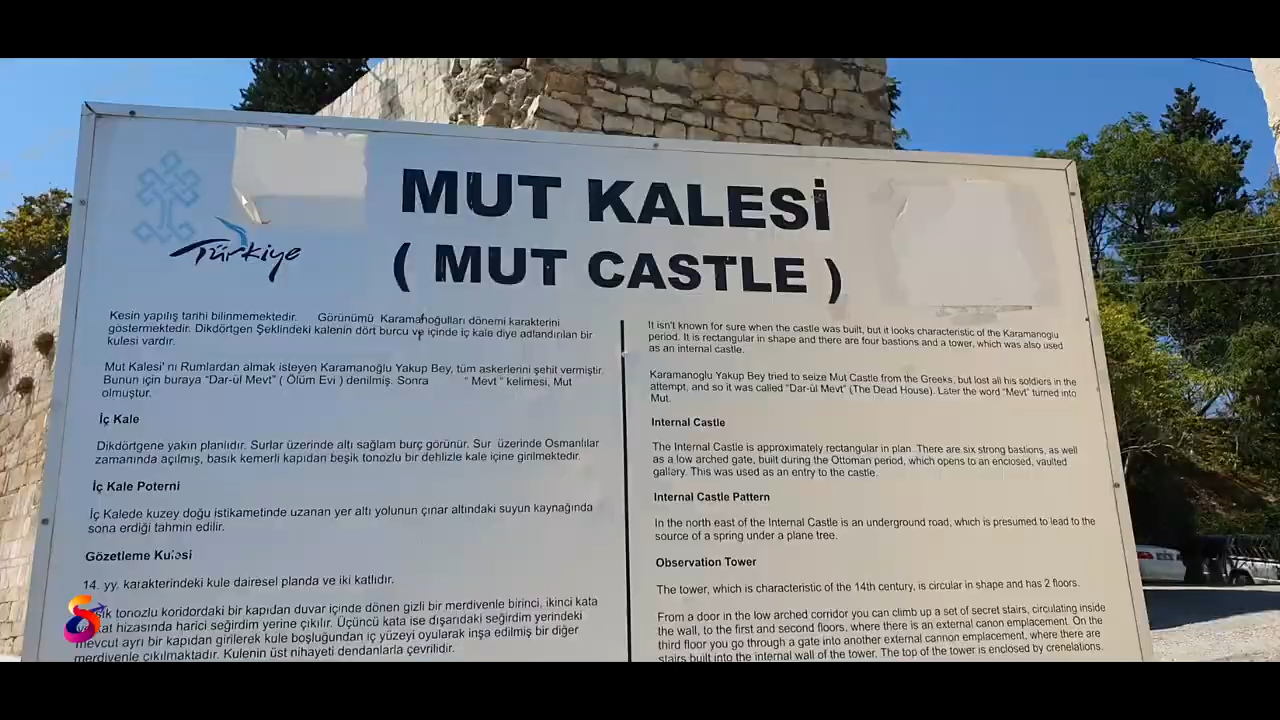 Türkiye
MUT KALESİ
( MUT CASTLE )
Kesin yapılış tarihi bilinmemektedir. Görünümü Karamanoğulları dönemi karakterini
göstermektedir. Dikdörtgen Şeklindeki kalenin dört burcu ve içinde iç kale diye adlandırılan bir
kulesi vardır.
Mut Kalesi' nı Rumlardan almak isteyen Karamanoğlu Yakup Bey, tüm askerlerini şehil vermiştir.
Bunun için buraya "Dar-ül Mevt" ( Ölüm Evi ) denilmiş. Sonra " Mevt " kelimesi, Mut
olmuştur.
İç Kale
Dikdörtgene yakın planlıdır. Surlar üzerinde altı sağlam burç görünür. Sur üzerinde Osmanlılar
zamanında açılmış, basık kemerli kapıdan beşik tonozlu bir dehlizle kale içine girilmektedir.
İç Kale Poterni
İç Kalede kuzey doğu istikametinde uzanan yer altı yolunun çınar altındaki suyun kaynağında
sona erdiği tahmin edilir.
Gözetleme Kulesi
14. yy. karakterindeki kule dairesel planda ve iki katlıdır.
tonozlu koridordaki bir kapıdan duvar içinde dönen gizli bir merdivenle birinci, ikinci kata
kat hizasında harici seğirdim yerine çıkılır. Üçüncü kata ise dışarıdaki seğirdim yerindeki
mevcut ayrı bir kapıdan girilerek kule boşluğundan iç yüzeyi oyularak inşa edilmiş bir diğer
merdivenle çıkılmaktadır. Kulenin üst nihayeti dendanlarla çevrilidir.
It isn't known for sure when the castle was built, but it looks characteristic of the Karamanoglu
period. It is rectangular in shape and there are four bastions and a tower, which was also used
as an internal castle.
Karamanoglu Yakup Bey tried to seize Mut Castle from the Greeks, but lost all his soldiers in the
attempt, and so it was called "Dar-ül Mevt" (The Dead House). Later the word "Mevt" turned into
Mut.
Internal Castle
The Internal Castle is approximately rectangular in plan. There are six strong bastions, as well
as a low arched gate, built during the Ottoman period, which opens to an enclosed, vaulted
gallery. This was used as an entry to the castle.
Internal Castle Pattern
In the north east of the Internal Castle is an underground road, which is presumed to lead to the
source of a spring under a plane tree.
Observation Tower
The tower, which is characteristic of the 14th century, is circular in shape and has 2 floors.
From a door in the low arched corridor you can climb up a set of secret stairs, circulating inside
the wall, to the first and second floors, where there is an external canon emplacement. On the
third floor you go through a gate into another external cannon emplacement, where there are
stairs built into the internal wall of the tower. The top of the tower is enclosed by crenelations.